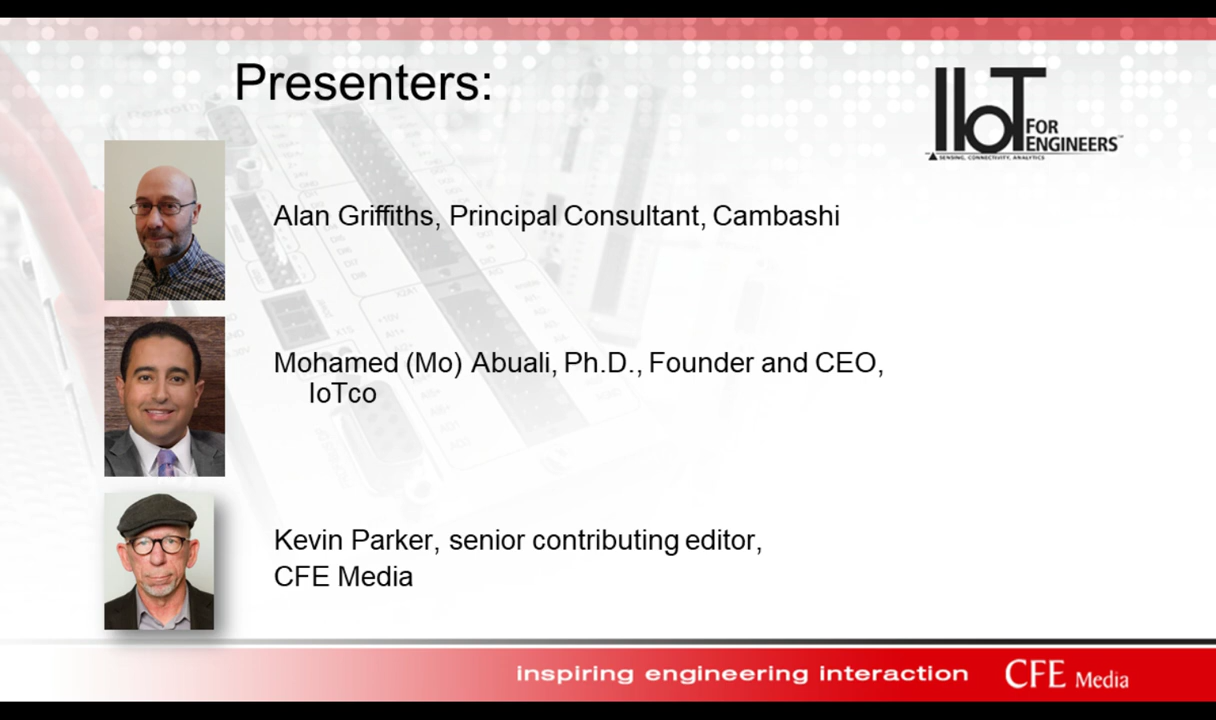 Presenters:
IIoT FOR ENGINEERS™
SENSING, CONNECTIVITY, ANALYTICS
Alan Griffiths, Principal Consultant, Cambashi
Mohamed (Mo) Abuali, Ph.D., Founder and CEO,
IoTco
Kevin Parker, senior contributing editor,
CFE Media
inspiring engineering interaction
CFE Media